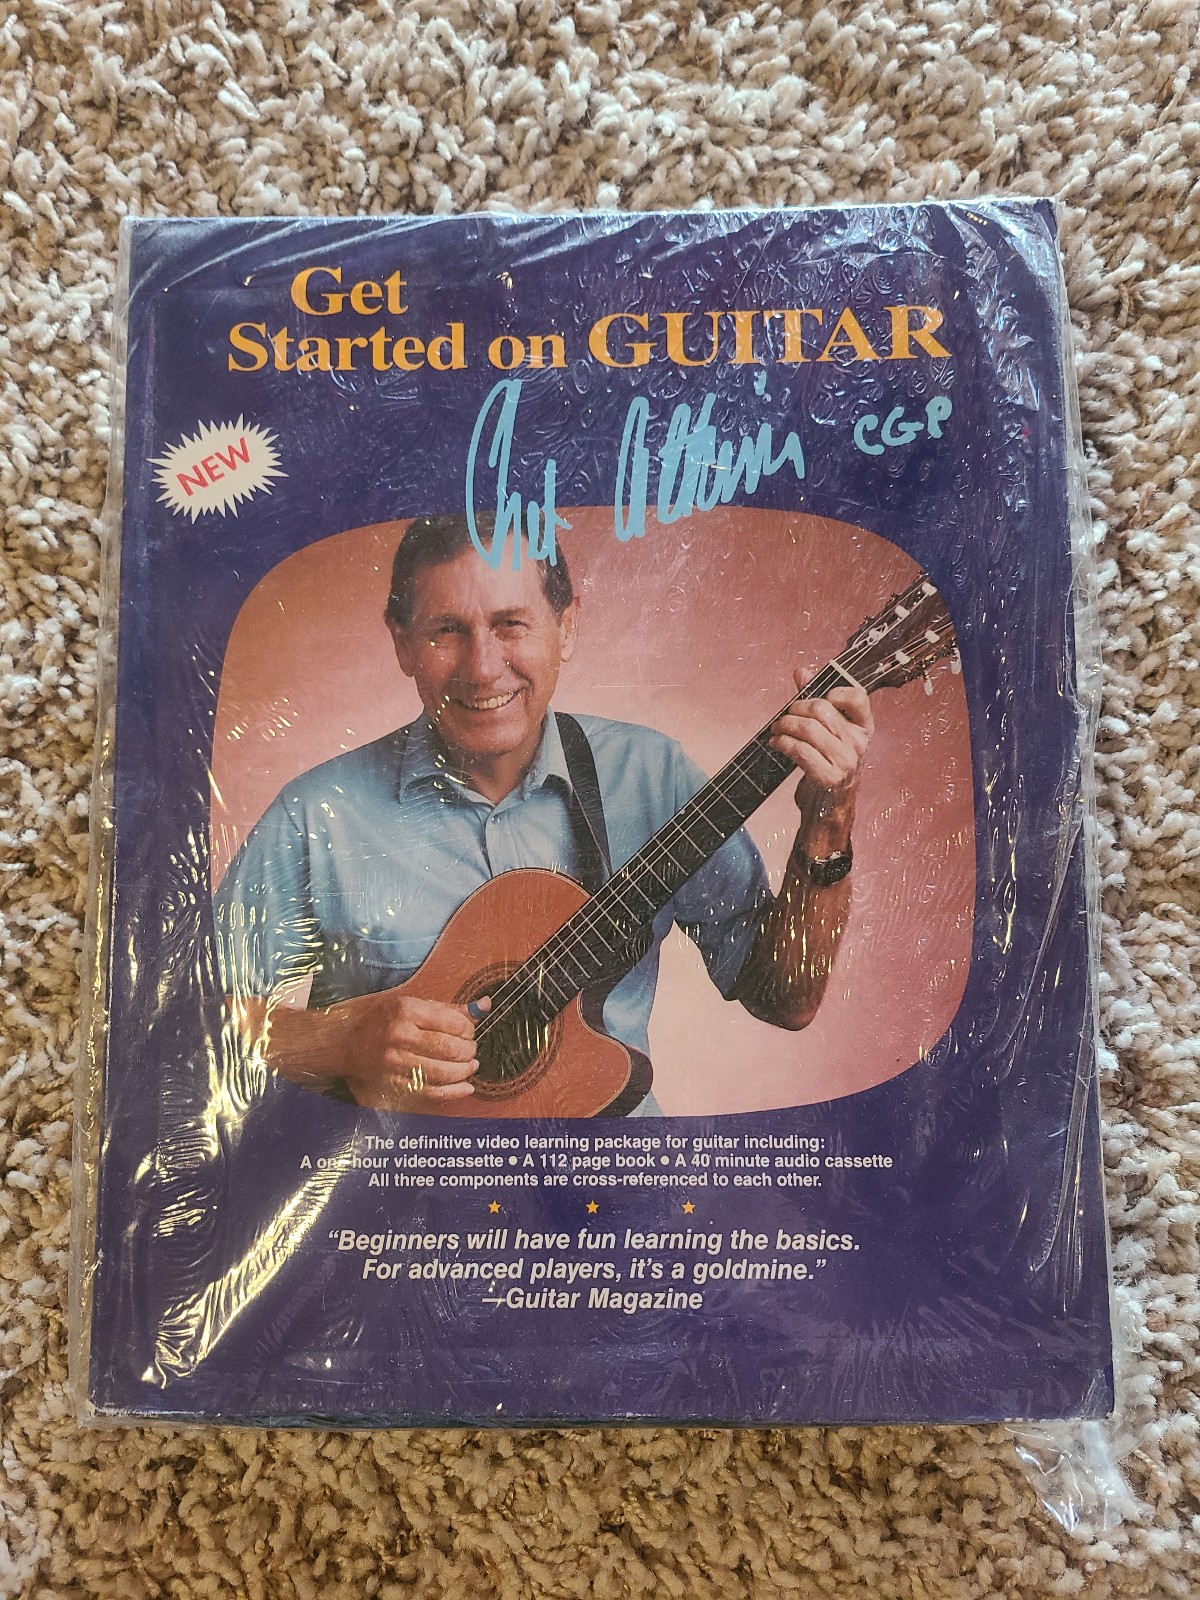 Get
Started on GUITAR
Chet Atkins CGP
NEW
The definitive video learning package for guitar including:
A one-hour videocassette • A 112 page book • A 40 minute audio cassette
All three components are cross-referenced to each other.
“Beginners will have fun learning the basics.
For advanced players, it's a goldmine.”
—Guitar Magazine